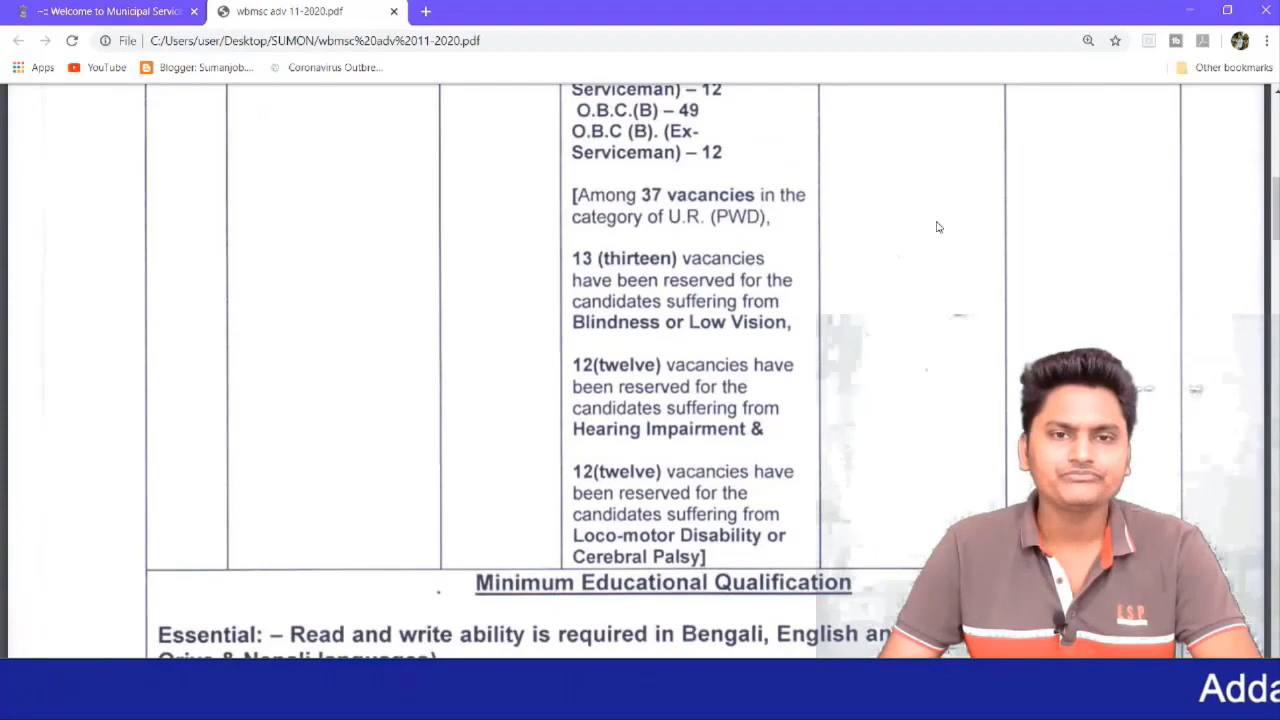 ~:: Welcome to Municipal Service
wbmsc adv 11-2020.pdf
File
C:/Users/user/Desktop/SUMON/wbmsc%20adv%2011-2020.pdf
Apps
YouTube
Blogger: Sumanjob....
Coronavirus Outbre...
Other bookmarks
Serviceman) – 12
O.B.C.(B) – 49
O.B.C (B). (Ex-
Serviceman) – 12
[Among 37 vacancies in the
category of U.R. (PWD),
13 (thirteen) vacancies
have been reserved for the
candidates suffering from
Blindness or Low Vision,
12(twelve) vacancies have
been reserved for the
candidates suffering from
Hearing Impairment &
12(twelve) vacancies have
been reserved for the
candidates suffering from
Loco-motor Disability or
Cerebral Palsy]
Minimum Educational Qualification
Essential: – Read and write ability is required in Bengali, English an
Oriya & Nepali languages)
ESP
Adda